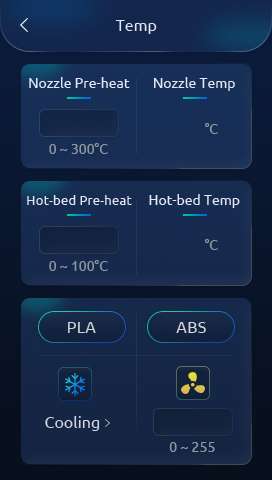 Temp
Nozzle Pre-heat
Nozzle Temp
0 ~ 300°C
°C
Hot-bed Pre-heat
Hot-bed Temp
0 ~ 100°C
°C
PLA
ABS
Cooling >
0 ~ 255